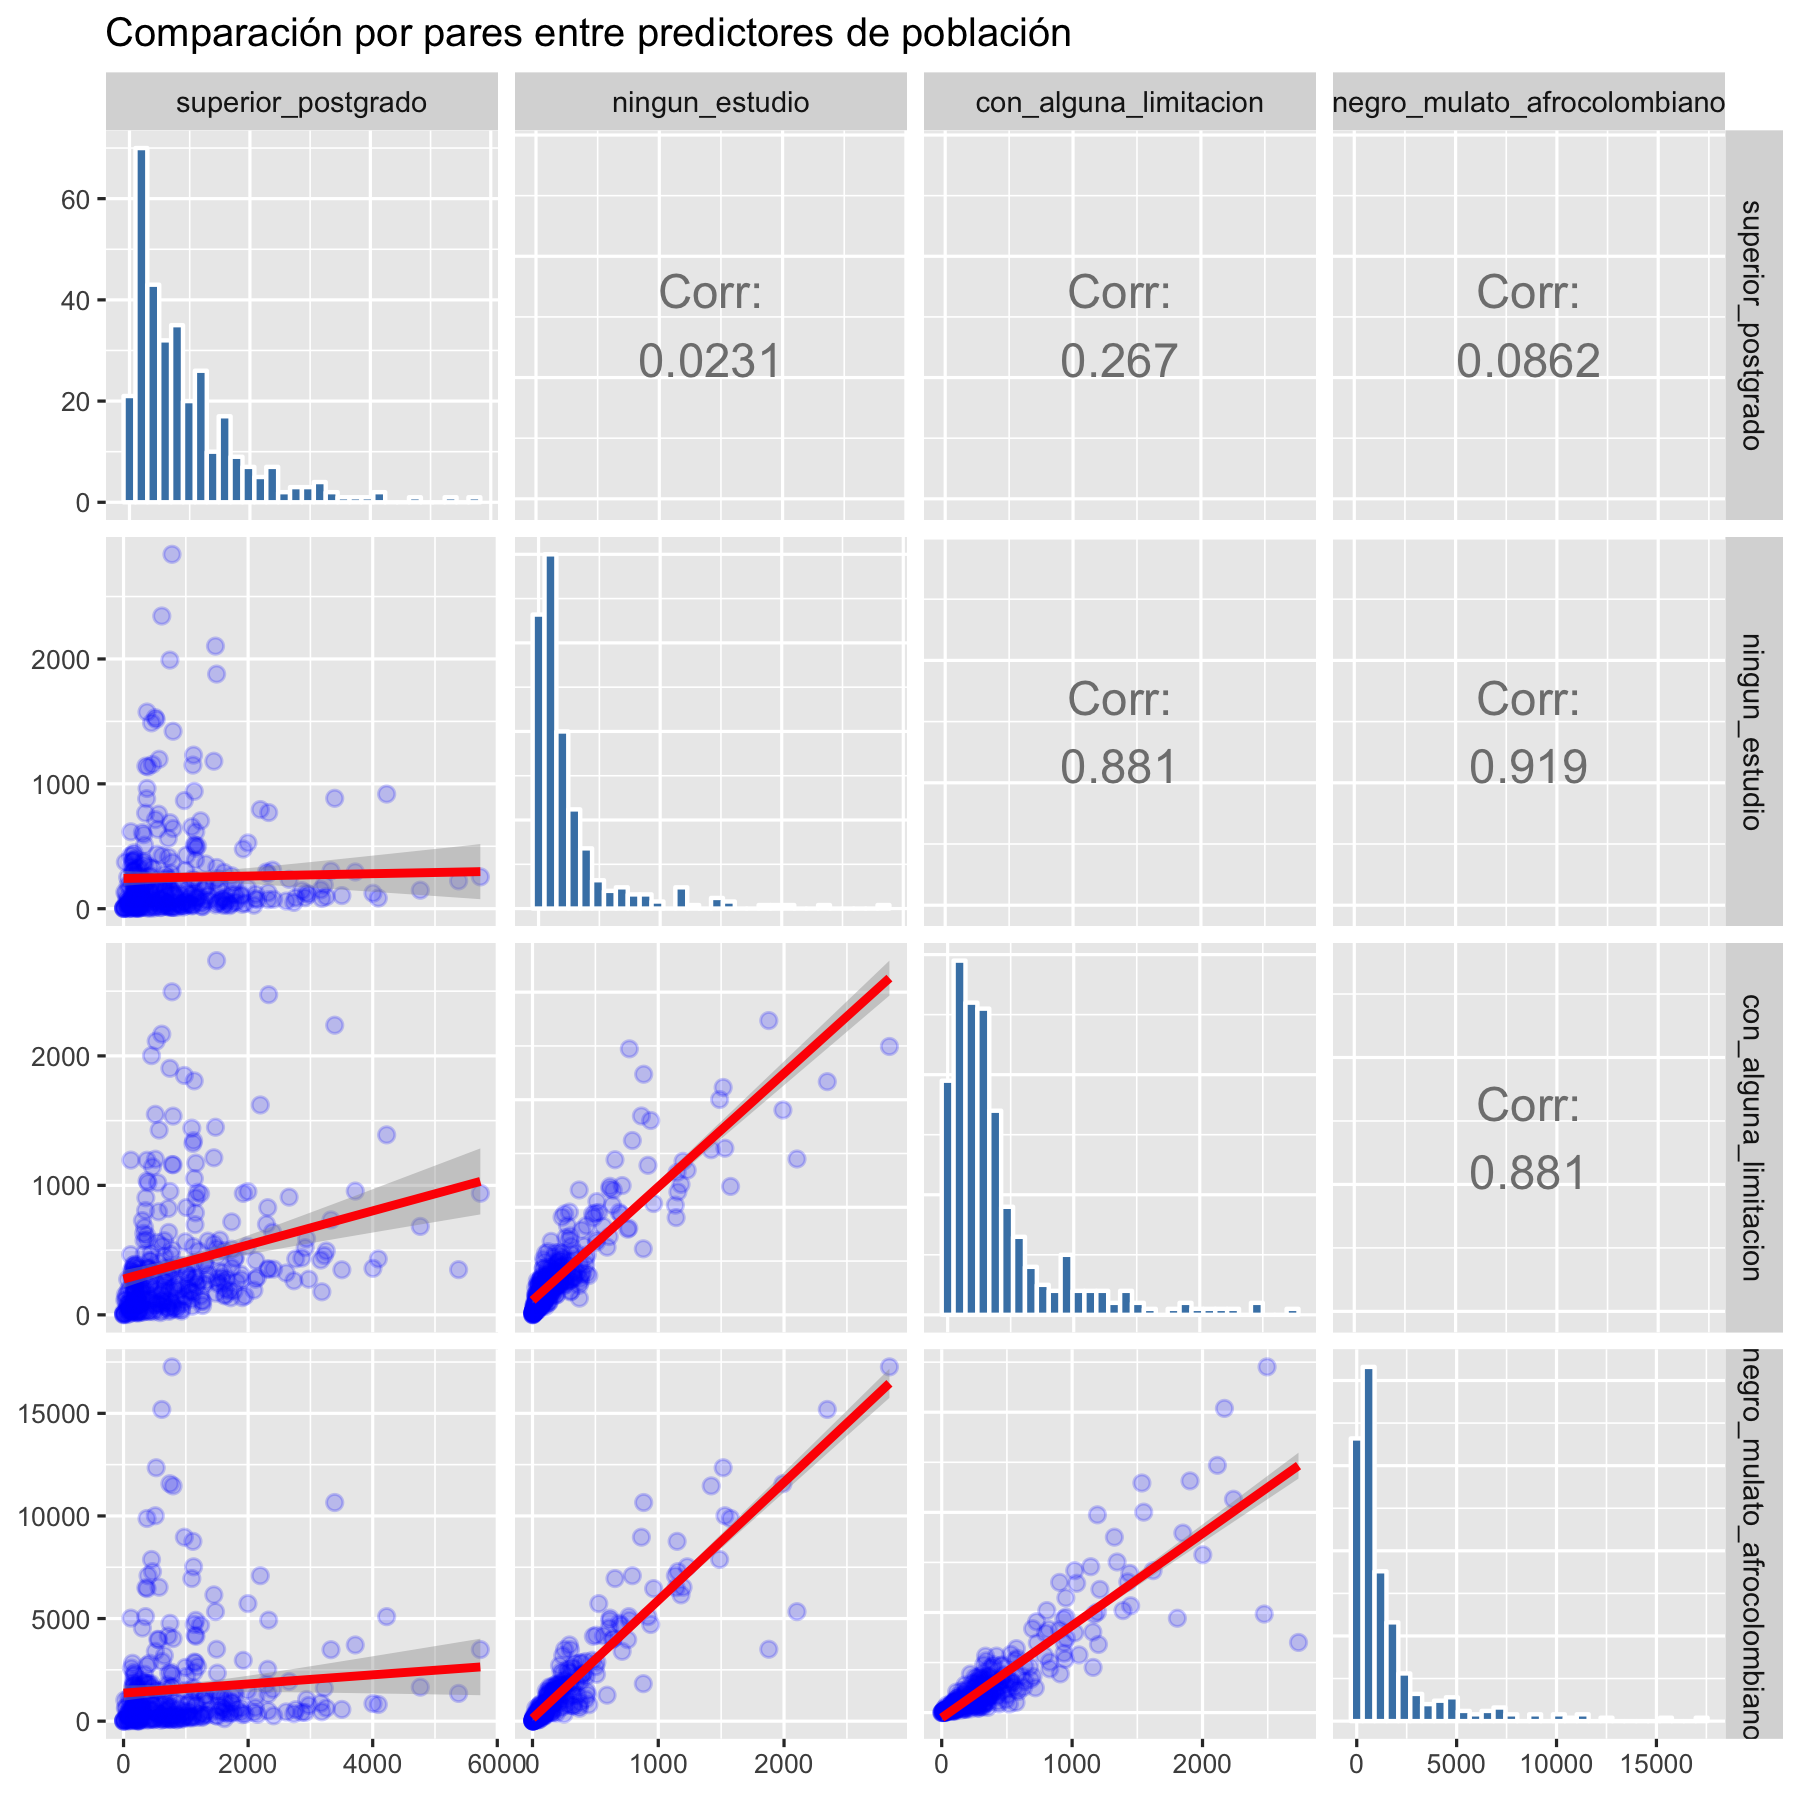 Comparación por pares entre predictores de población
superior_postgrado
ningun_estudio
con_alguna_limitacion
negro_mulato_afrocolombiano
60
40
20
0
Corr:
0.0231
Corr:
0.267
Corr:
0.0862
superior_postgrado
2000
1000
0
Corr:
0.881
Corr:
0.919
ningun_estudio
2000
1000
0
Corr:
0.881
con_alguna_limitacion
15000
10000
5000
0
negro_mulato_afrocolombiano
0
2000
4000
6000
0
1000
2000
0
1000
2000
0
5000
10000
15000